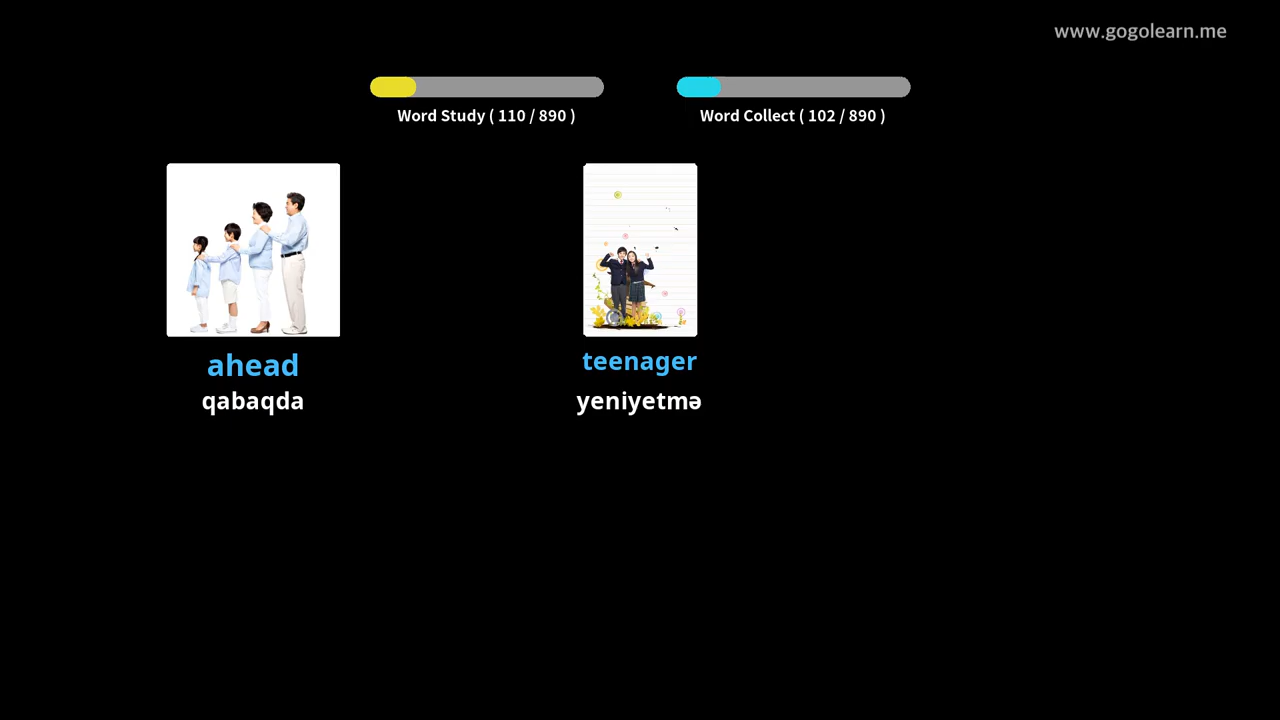 www.gogolearn.me
Word Study ( 110 / 890 )
Word Collect ( 102 / 890 )
ahead
qabaqda
teenager
yeniyetmə